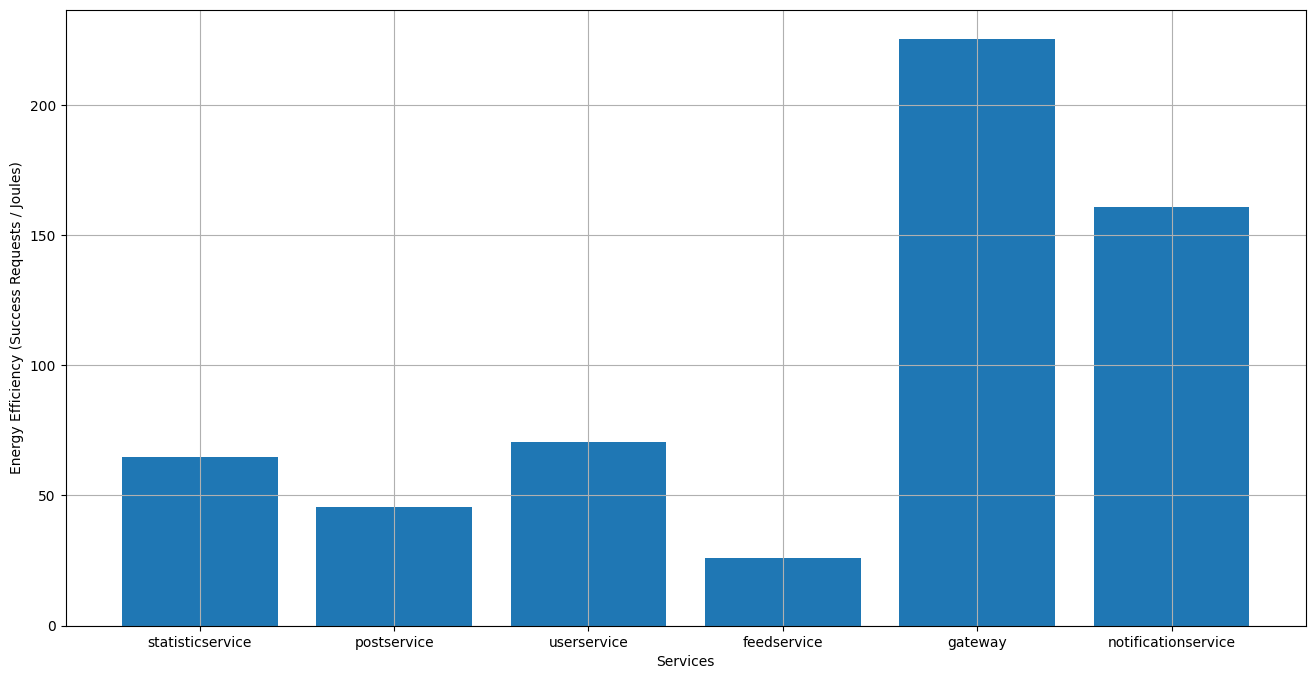 Energy Efficiency (Success Requests / Joules)
200
150
100
50
0
statisticservice
postservice
userservice
feedservice
gateway
notificationservice
Services